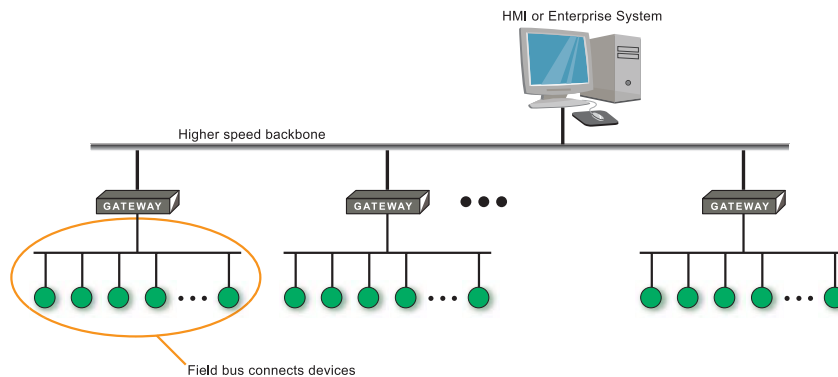 HMI or Enterprise System
Higher speed backbone
GATEWAY
GATEWAY
GATEWAY
Field bus connects devices